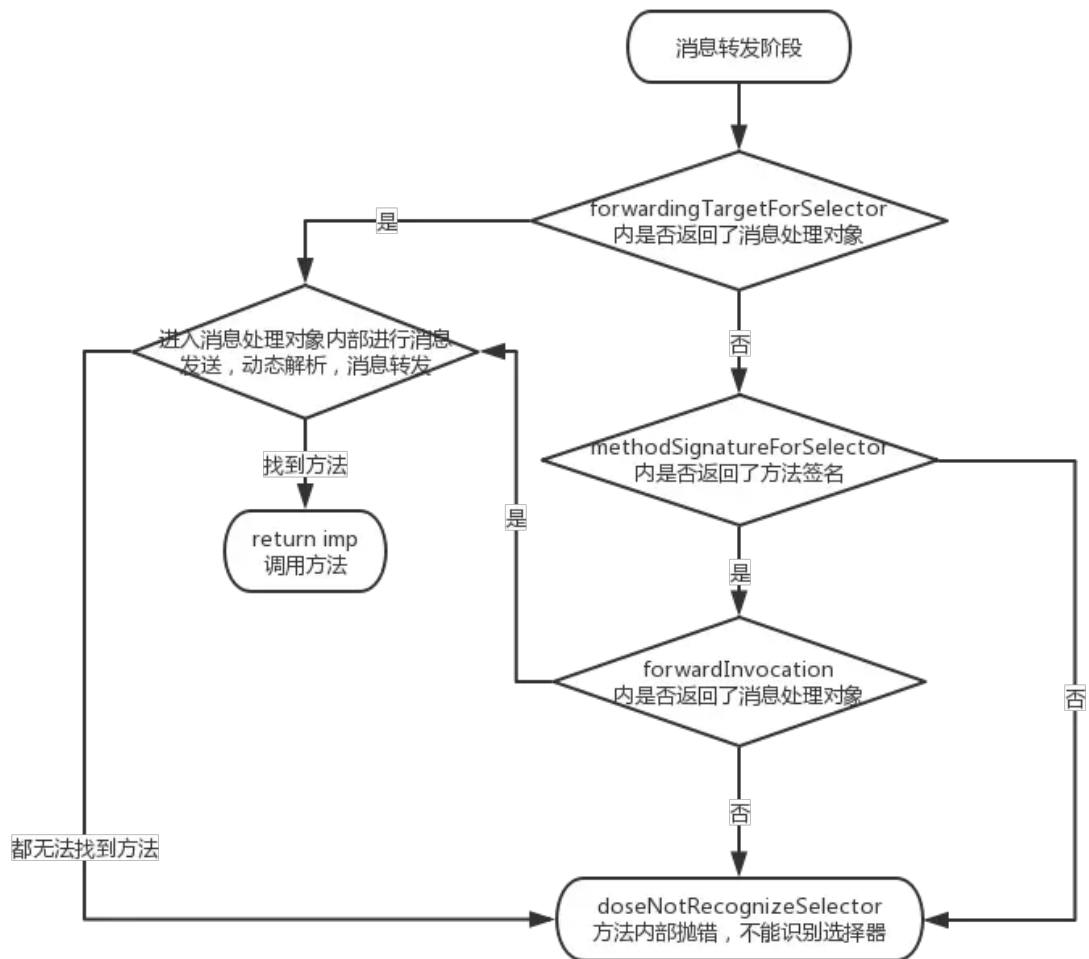 消息转发阶段
forwardingTargetForSelector
内是否返回了消息处理对象
是
否
进入消息处理对象内部进行消息
发送，动态解析，消息转发
找到方法
return imp
调用方法
methodSignatureForSelector
内是否返回了方法签名
是
是
forwardInvocation
内是否返回了消息处理对象
否
否
都无法找到方法
doseNotRecognizeSelector
方法内部抛错，不能识别选择器